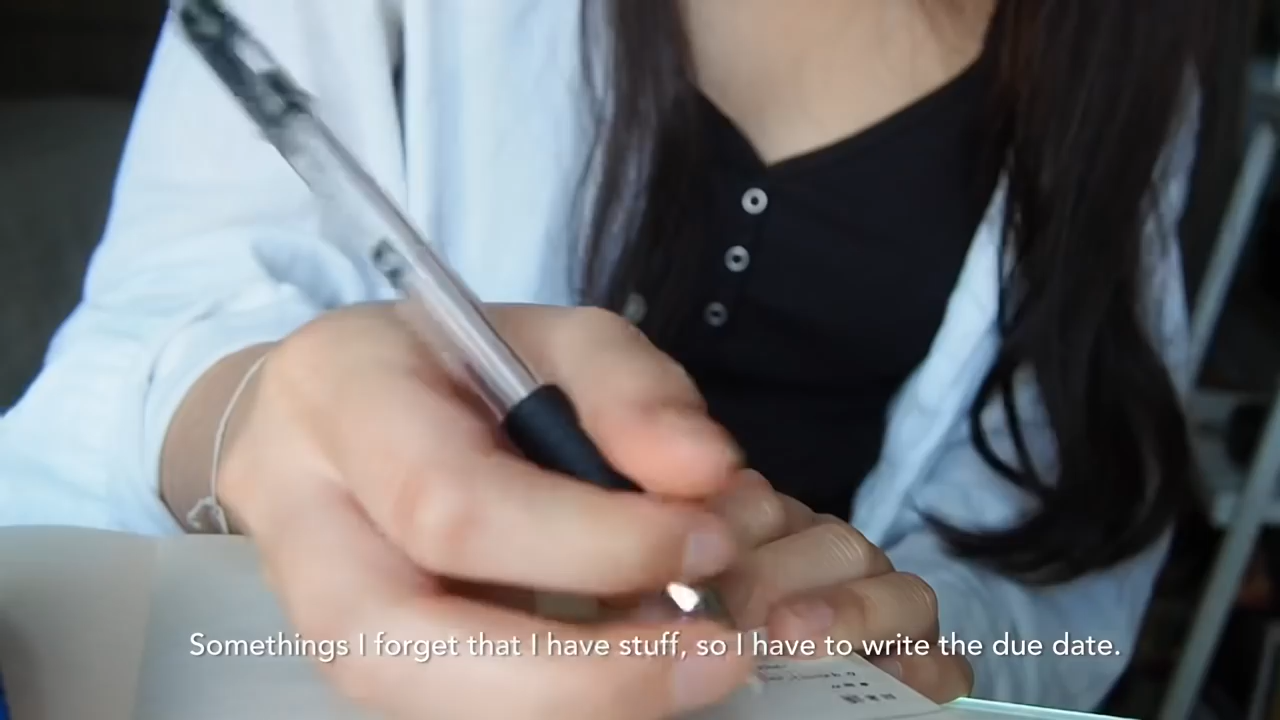 Somethings I forget that I have stuff, so I have to write the due date.